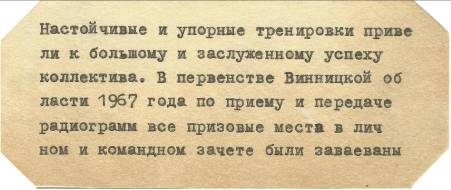 Настойчивые и упорные тренировки приве
ли к большому и заслуженному успеху
коллектива. В первенстве Винницкой об
ласти 1967 года по приему и передаче
радиограмм все призовые места в лич
ном и командном зачете были заваеваны